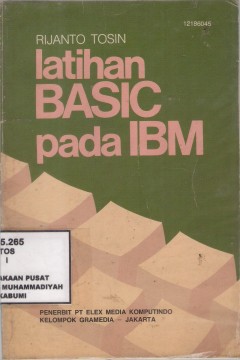 12186045
RIJANTO TOSIN
latihan
BASIC
pada IBM
5.265
TOS
I
AKAAN PUSAT
MUHAMMADIYAH
KABUMI
PENERBIT PT ELEX MEDIA KOMPUTINDO
KELOMPOK GRAMEDIA – JAKARTA